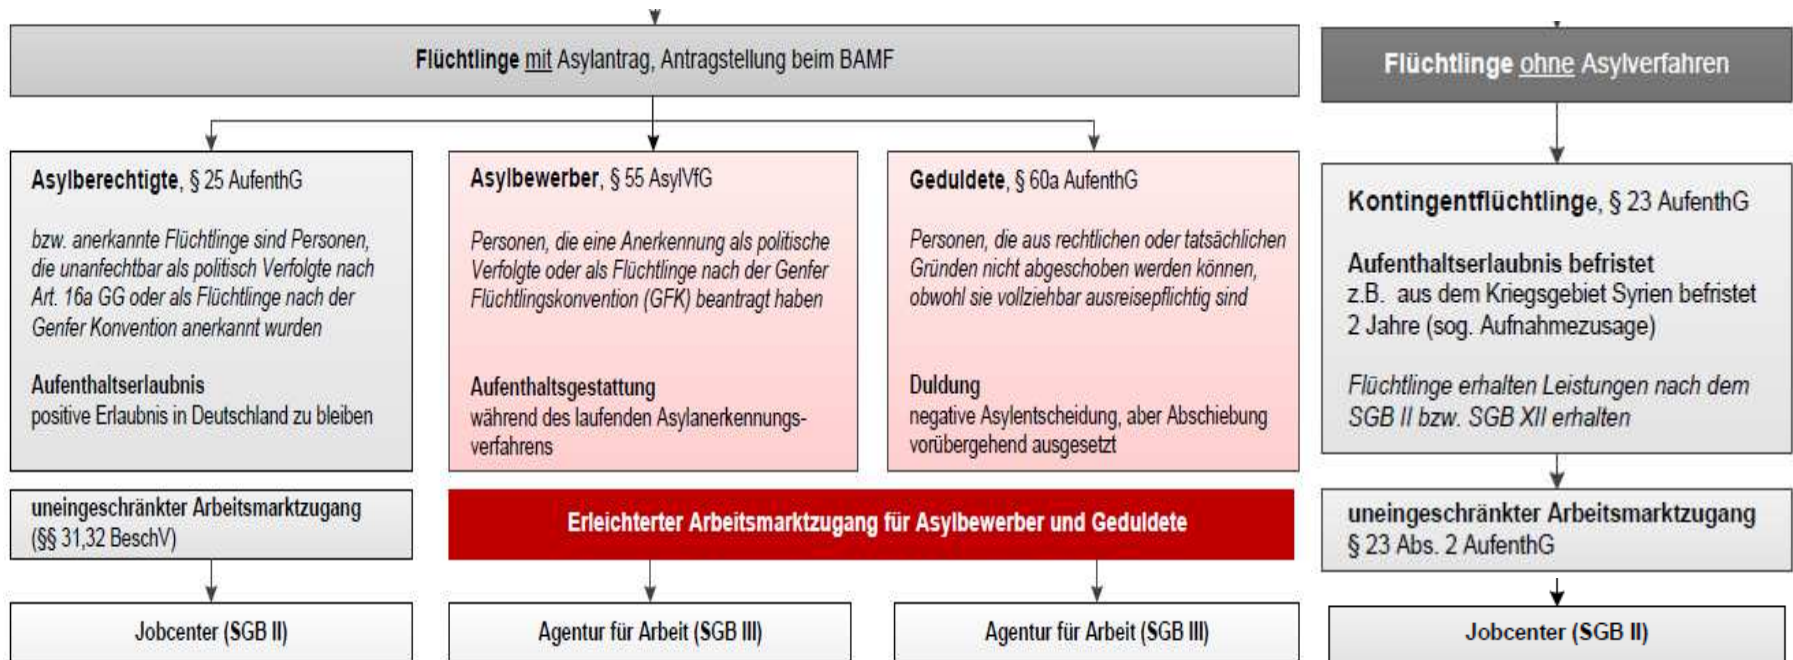 Flüchtlinge mit Asylantrag, Antragstellung beim BAMF
Flüchtlinge ohne Asylverfahren
Asylberechtigte, § 25 AufenthG
bzw. anerkannte Flüchtlinge sind Personen,
die unanfechtbar als politisch Verfolgte nach
Art. 16a GG oder als Flüchtlinge nach der
Genfer Konvention anerkannt wurden
Aufenthaltserlaubnis
positive Erlaubnis in Deutschland zu bleiben
Asylbewerber, § 55 AsylVfG
Personen, die eine Anerkennung als politische
Verfolgte oder als Flüchtlinge nach der Genfer
Flüchtlingskonvention (GFK) beantragt haben
Aufenthaltsgestattung
während des laufenden Asylanerkennungs-
verfahrens
Geduldete, § 60a AufenthG
Personen, die aus rechtlichen oder tatsächlichen
Gründen nicht abgeschoben werden können,
obwohl sie vollziehbar ausreisepflichtig sind
Duldung
negative Asylentscheidung, aber Abschiebung
vorübergehend ausgesetzt
Kontingentflüchtlinge, § 23 AufenthG
Aufenthaltserlaubnis befristet
z.B. aus dem Kriegsgebiet Syrien befristet
2 Jahre (sog. Aufnahmezusage)
Flüchtlinge erhalten Leistungen nach dem
SGB II bzw. SGB XII erhalten
uneingeschränkter Arbeitsmarktzugang
(§§ 31,32 BeschV)
Erleichterter Arbeitsmarktzugang für Asylbewerber und Geduldete
uneingeschränkter Arbeitsmarktzugang
§ 23 Abs. 2 AufenthG
Jobcenter (SGB II)
Agentur für Arbeit (SGB III)
Agentur für Arbeit (SGB III)
Jobcenter (SGB II)